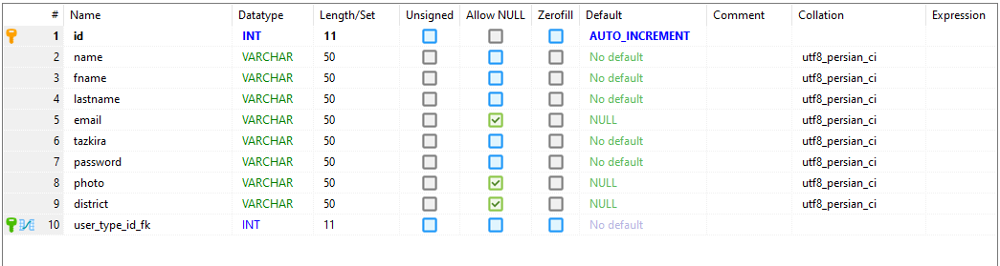 # Name Datatype Length/Set Unsigned Allow NULL Zerofill Default Comment Collation Expression
1 id INT 11 AUTO_INCREMENT
2 name VARCHAR 50 No default utf8_persian_ci
3 fname VARCHAR 50 No default utf8_persian_ci
4 lastname VARCHAR 50 No default utf8_persian_ci
5 email VARCHAR 50 NULL utf8_persian_ci
6 tazkira VARCHAR 50 No default utf8_persian_ci
7 password VARCHAR 50 No default utf8_persian_ci
8 photo VARCHAR 50 NULL utf8_persian_ci
9 district VARCHAR 50 NULL utf8_persian_ci
10 user_type_id_fk INT 11 No default